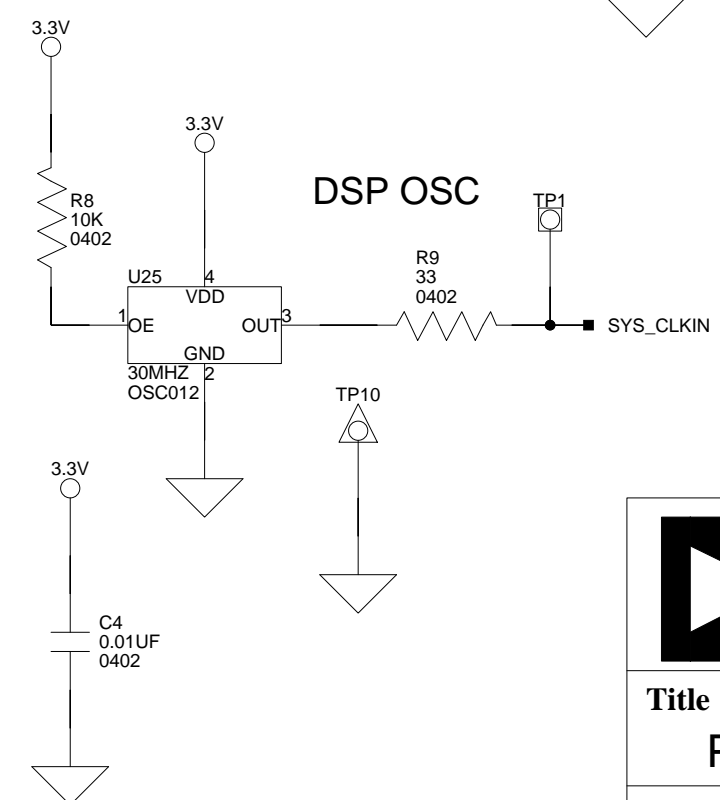 3.3V
3.3V
DSP OSC
TP1
R8
10K
0402
R9
33
0402
U25
4
VDD
1
OE
OUT
3
SYS_CLKIN
GND
2
30MHZ
OSC012
TP10
3.3V
C4
0.01UF
0402
Title